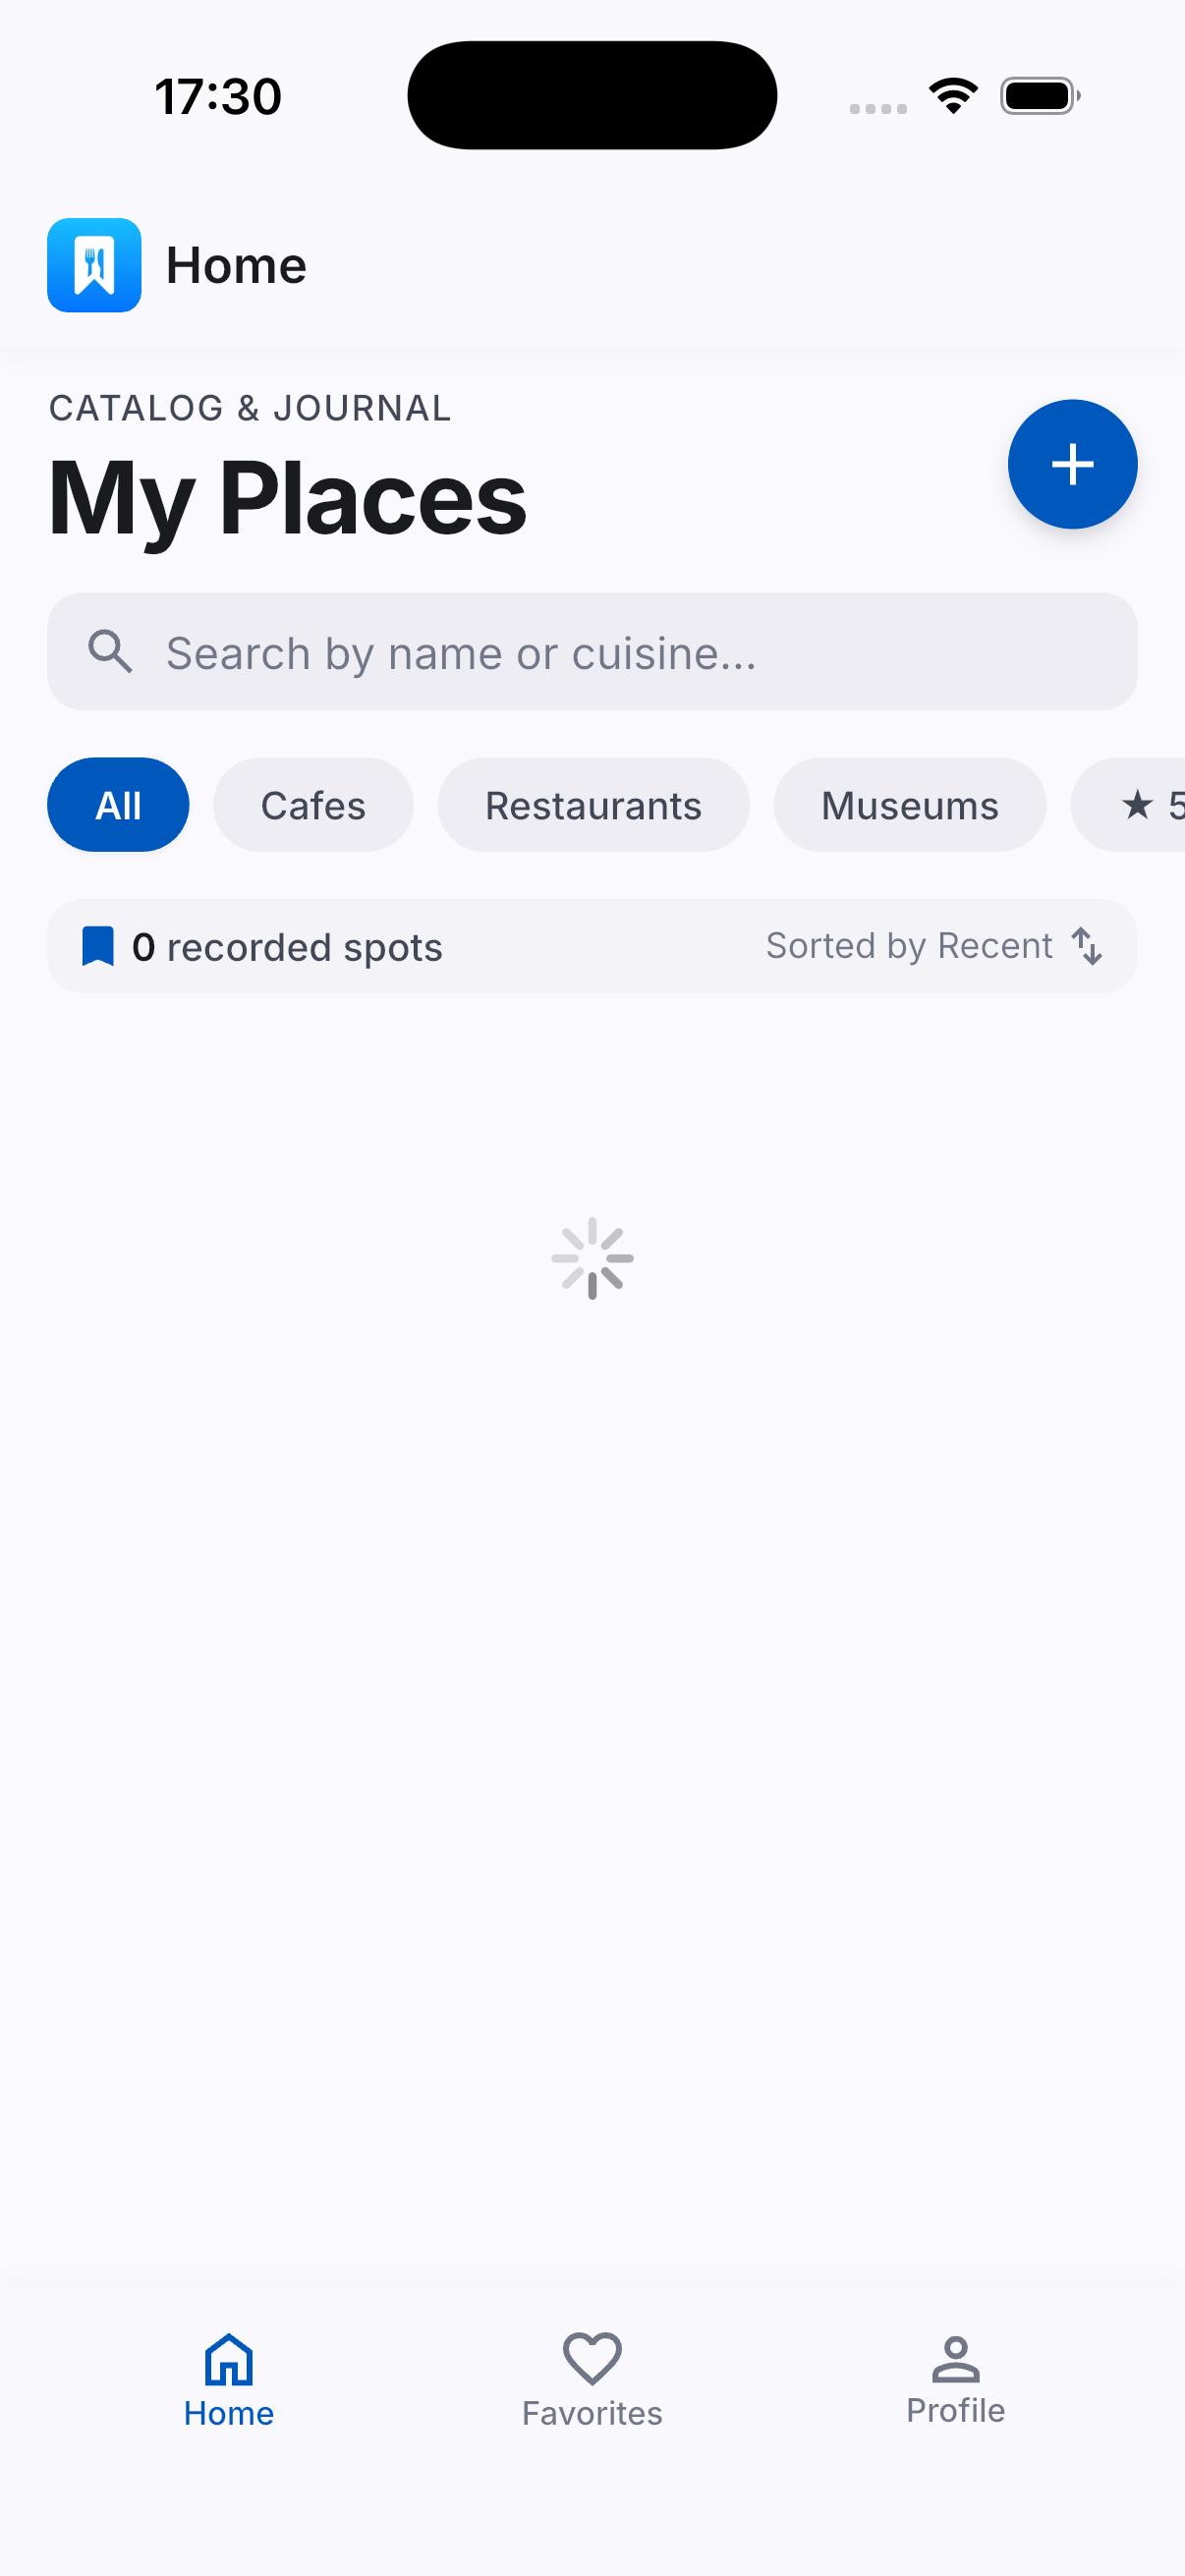 17:30
Home
CATALOG & JOURNAL
My Places
Search by name or cuisine...
All
Cafes
Restaurants
Museums
★ 5
0 recorded spots
Sorted by Recent
Home
Favorites
Profile